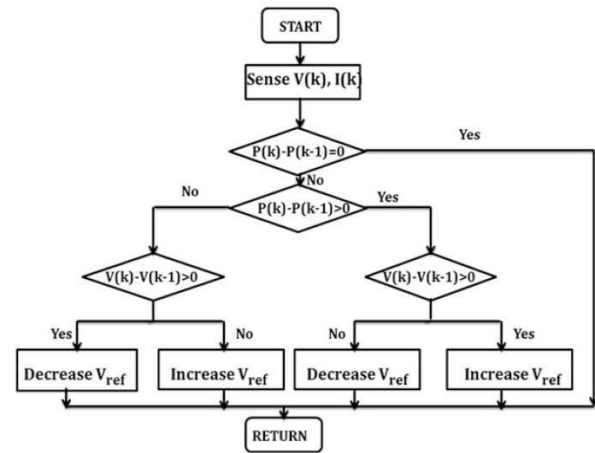 START
Sense V(k), I(k)
P(k)-P(k-1)=0
Yes
No
P(k)-P(k-1)>0
No
Yes
V(k)-V(k-1)>0
V(k)-V(k-1)>0
Yes
No
No
Yes
Decrease Vref
Increase Vref
Decrease Vref
Increase Vref
RETURN